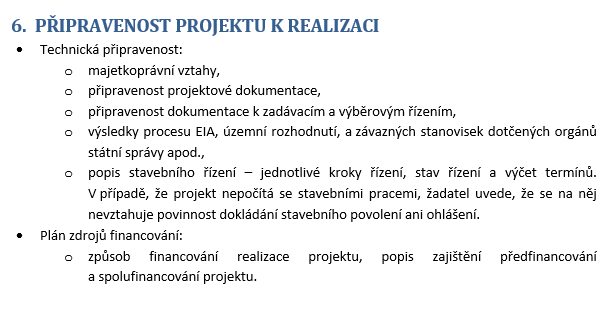 6. PŘIPRAVENOST PROJEKTU K REALIZACI
• Technická připravenost:
o majetkoprávní vztahy,
o připravenost projektové dokumentace,
o připravenost dokumentace k zadávacím a výběrovým řízením,
o výsledky procesu EIA, územní rozhodnutí, a závazných stanovisek dotčených orgánů
státní správy apod.,
o popis stavebního řízení – jednotlivé kroky řízení, stav řízení a výčet termínů.
V případě, že projekt nepočítá se stavebními pracemi, žadatel uvede, že se na něj
nevztahuje povinnost dokládání stavebního povolení ani ohlášení.
• Plán zdrojů financování:
o způsob financování realizace projektu, popis zajištění předfinancování
a spolufinancování projektu.